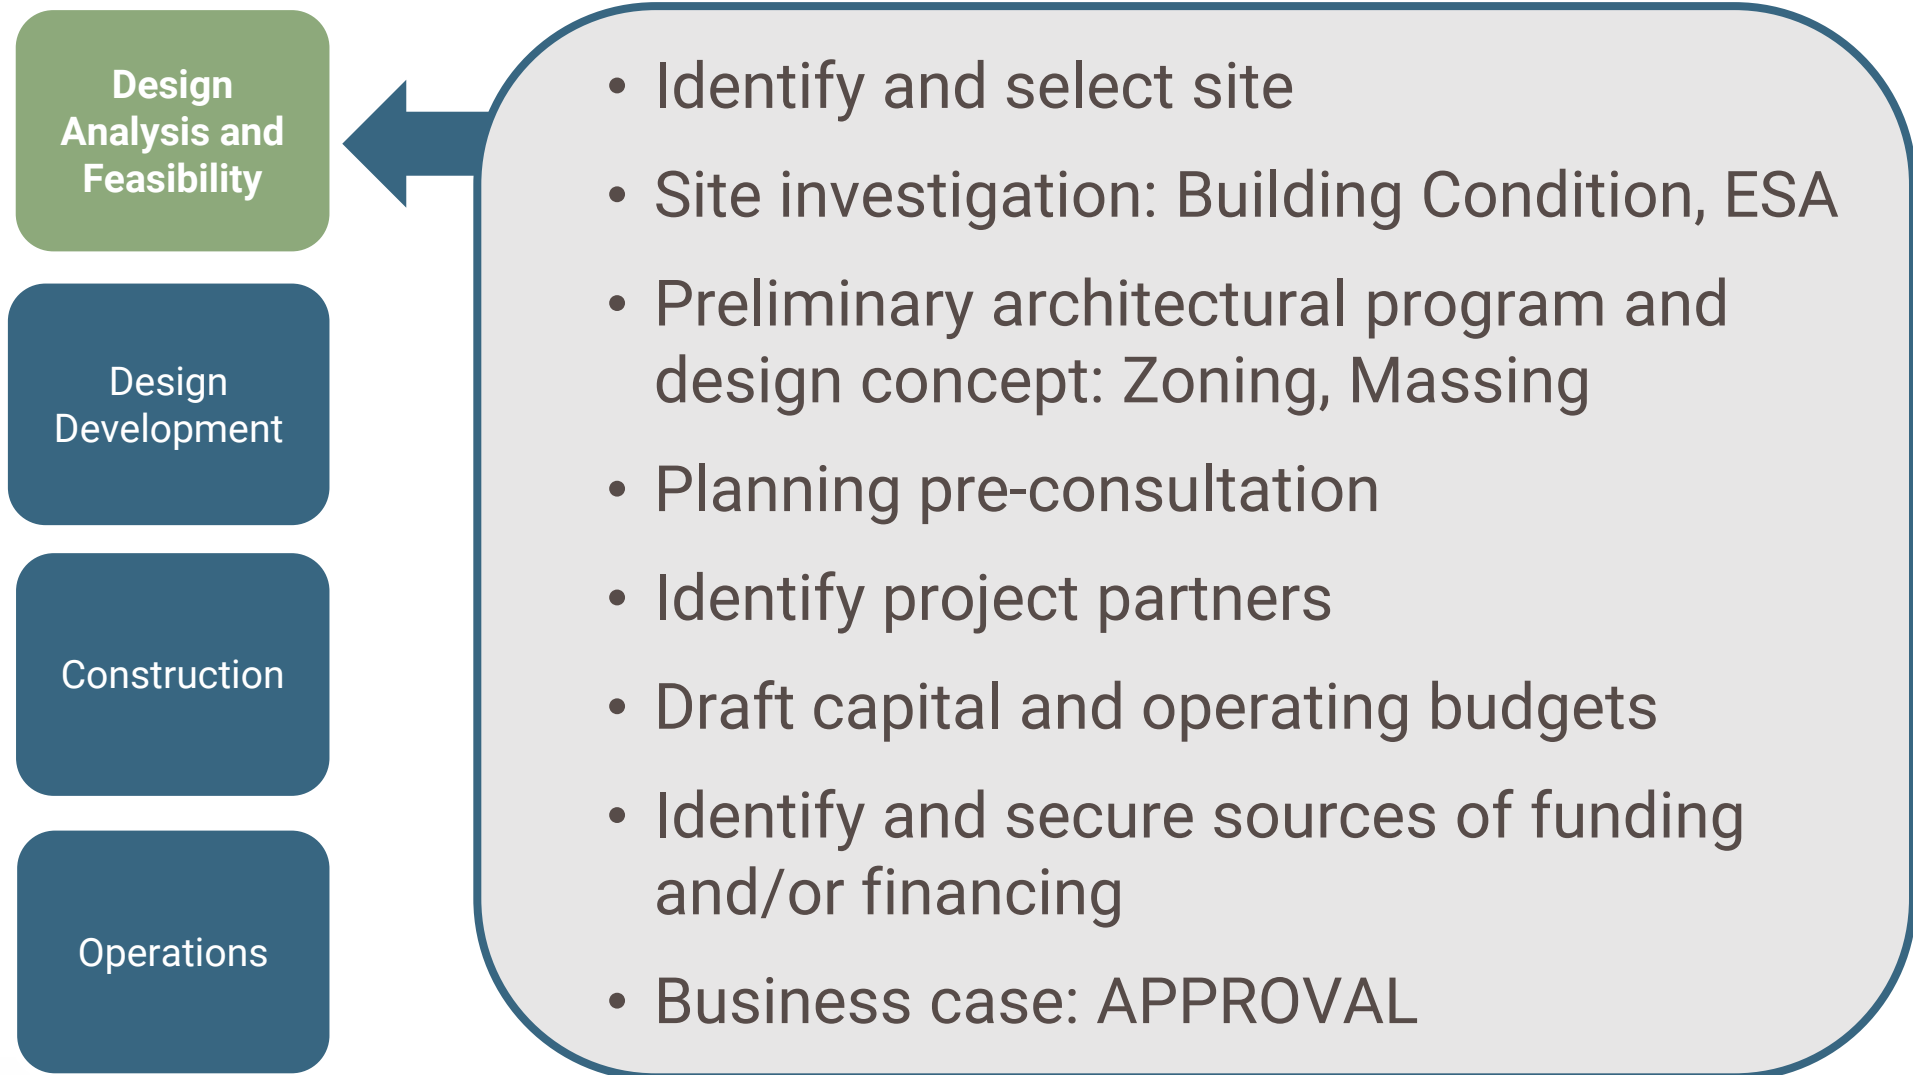 Design
Analysis and
Feasibility
Design
Development
Construction
Operations
• Identify and select site
• Site investigation: Building Condition, ESA
• Preliminary architectural program and
design concept: Zoning, Massing
• Planning pre-consultation
• Identify project partners
• Draft capital and operating budgets
• Identify and secure sources of funding
and/or financing
• Business case: APPROVAL